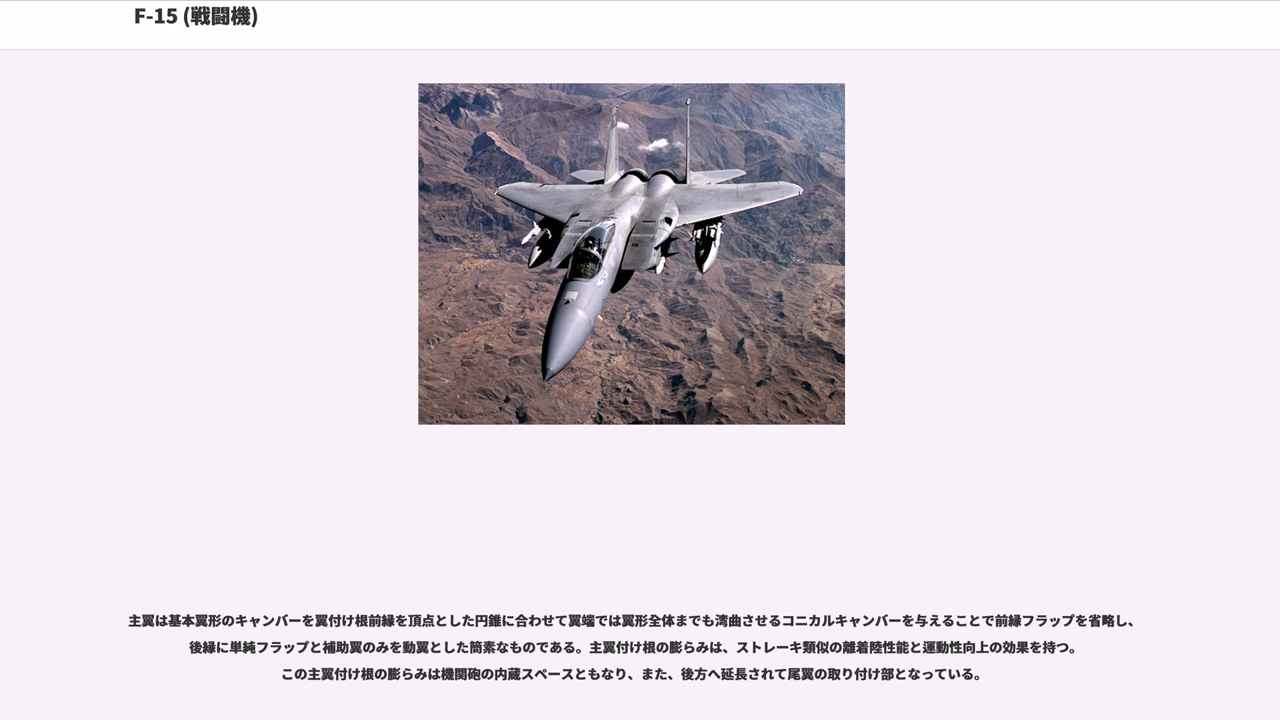 F-15 (戦闘機)
主翼は基本翼形のキャンバーを翼付け根前縁を頂点とした円錐に合わせて翼端では翼形全体までも湾曲させるコニカルキャンバーを与えることで前縁フラップを省略し、
後縁に単純フラップと補助翼のみを動翼とした簡素なものである。主翼付け根の膨らみは、ストレーキ類似の離着陸性能と運動性向上の効果を持つ。
この主翼付け根の膨らみは機関砲の内蔵スペースともなり、また、後方へ延長されて尾翼の取り付け部となっている。